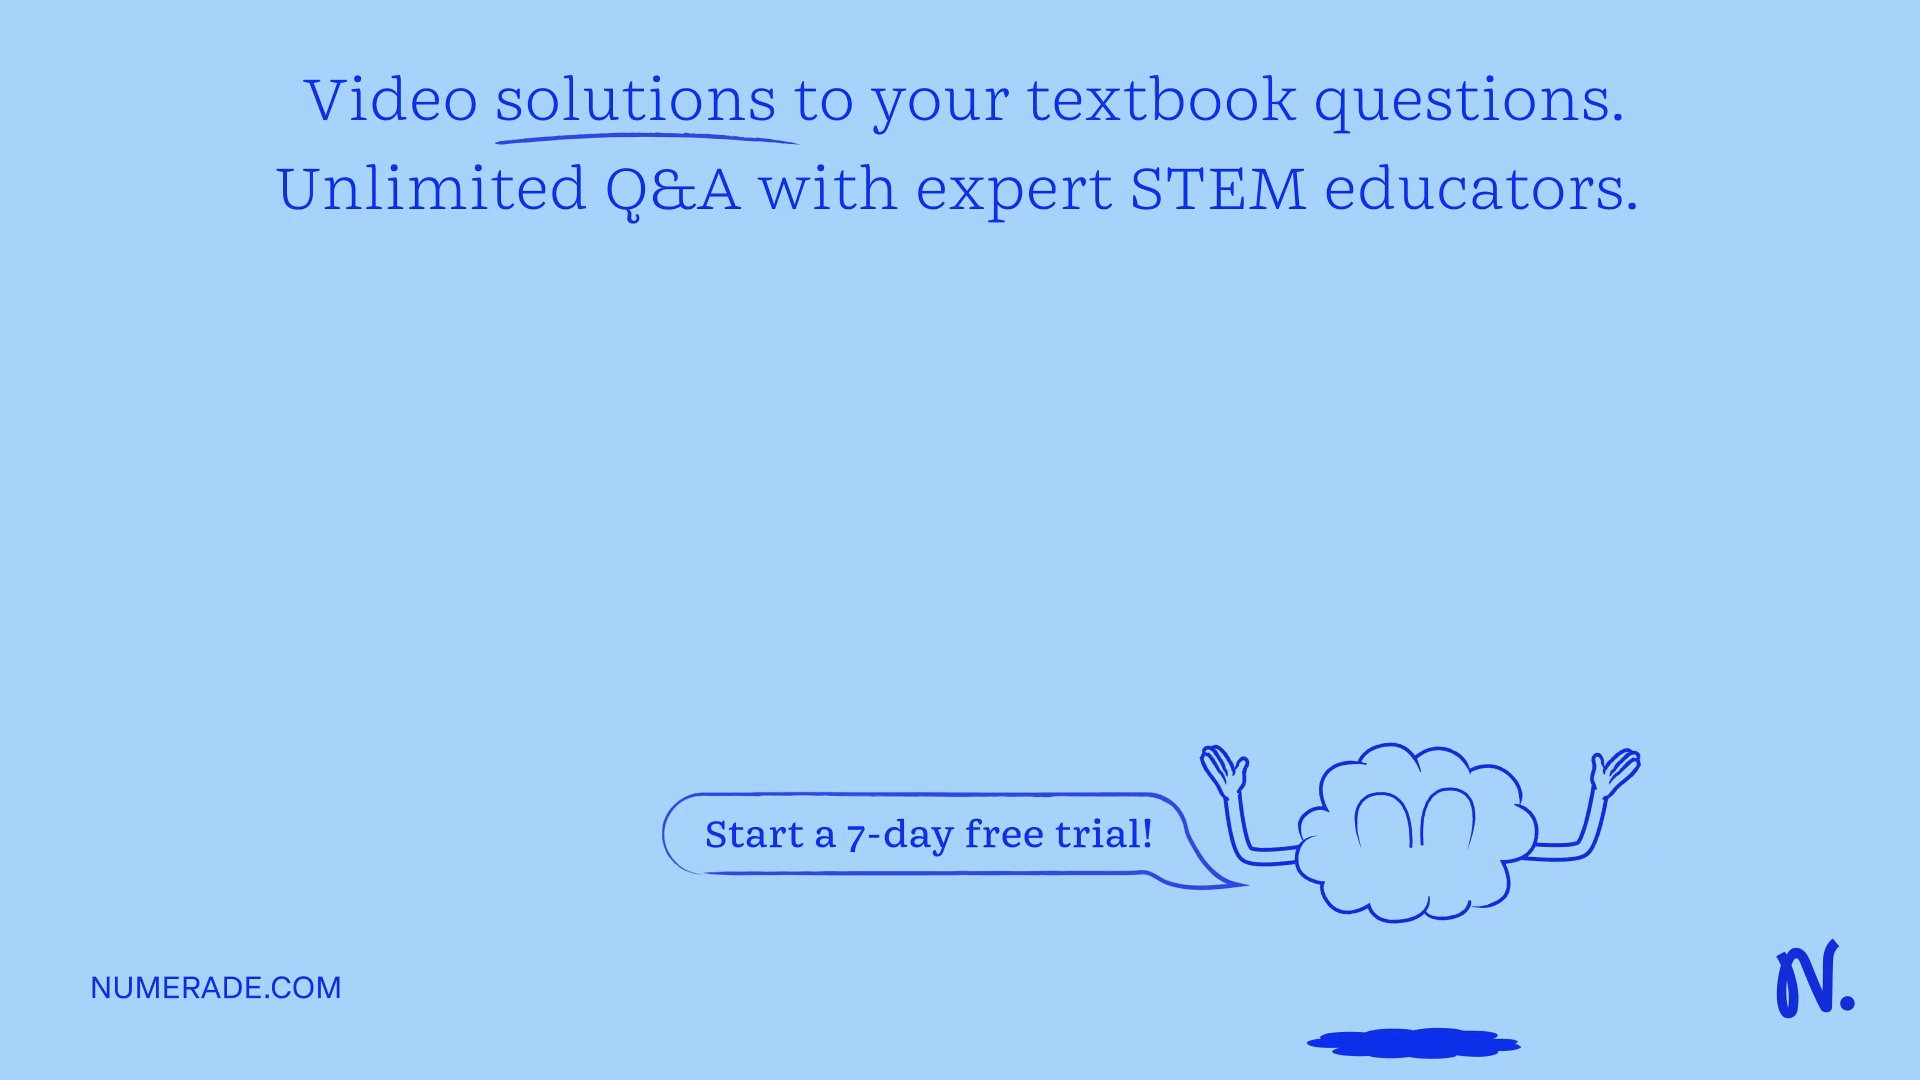 Video solutions to your textbook questions.
Unlimited Q&A with expert STEM educators.
Start a 7-day free trial!
NUMERADE.COM
N.